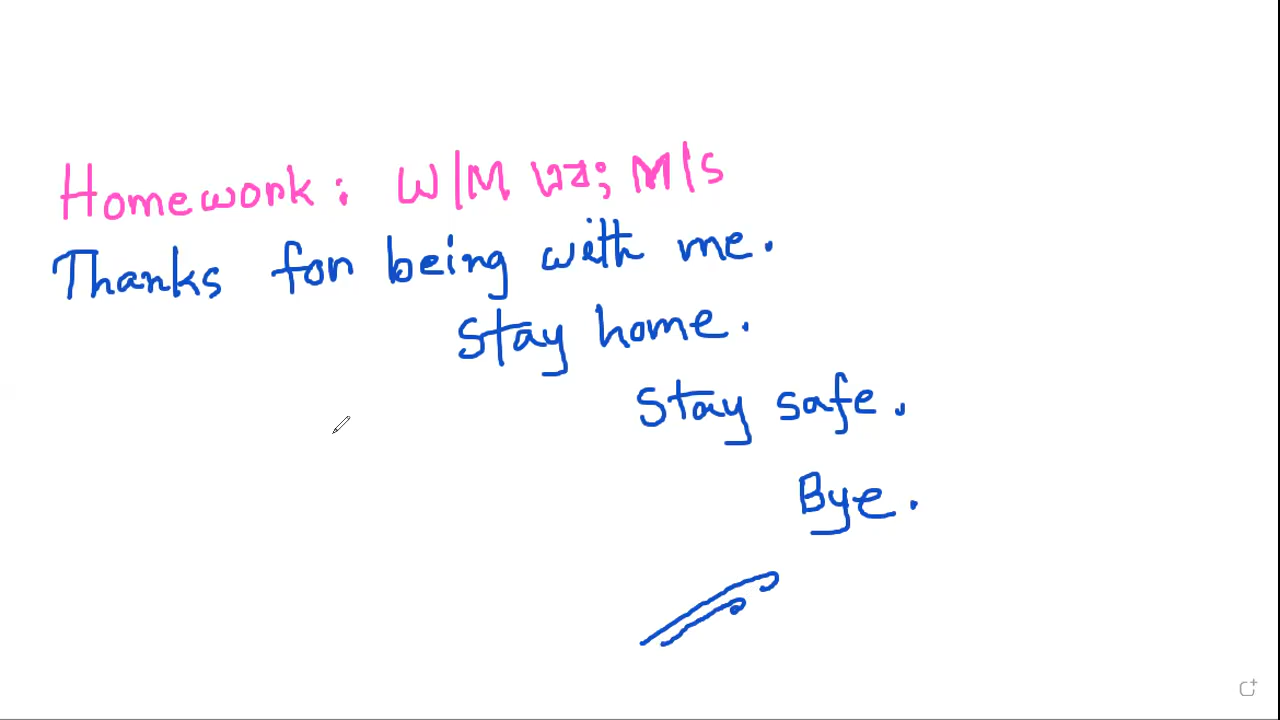 Homework: W/M ; M/S
Thanks for being with me.
Stay home.
Stay safe.
Bye.